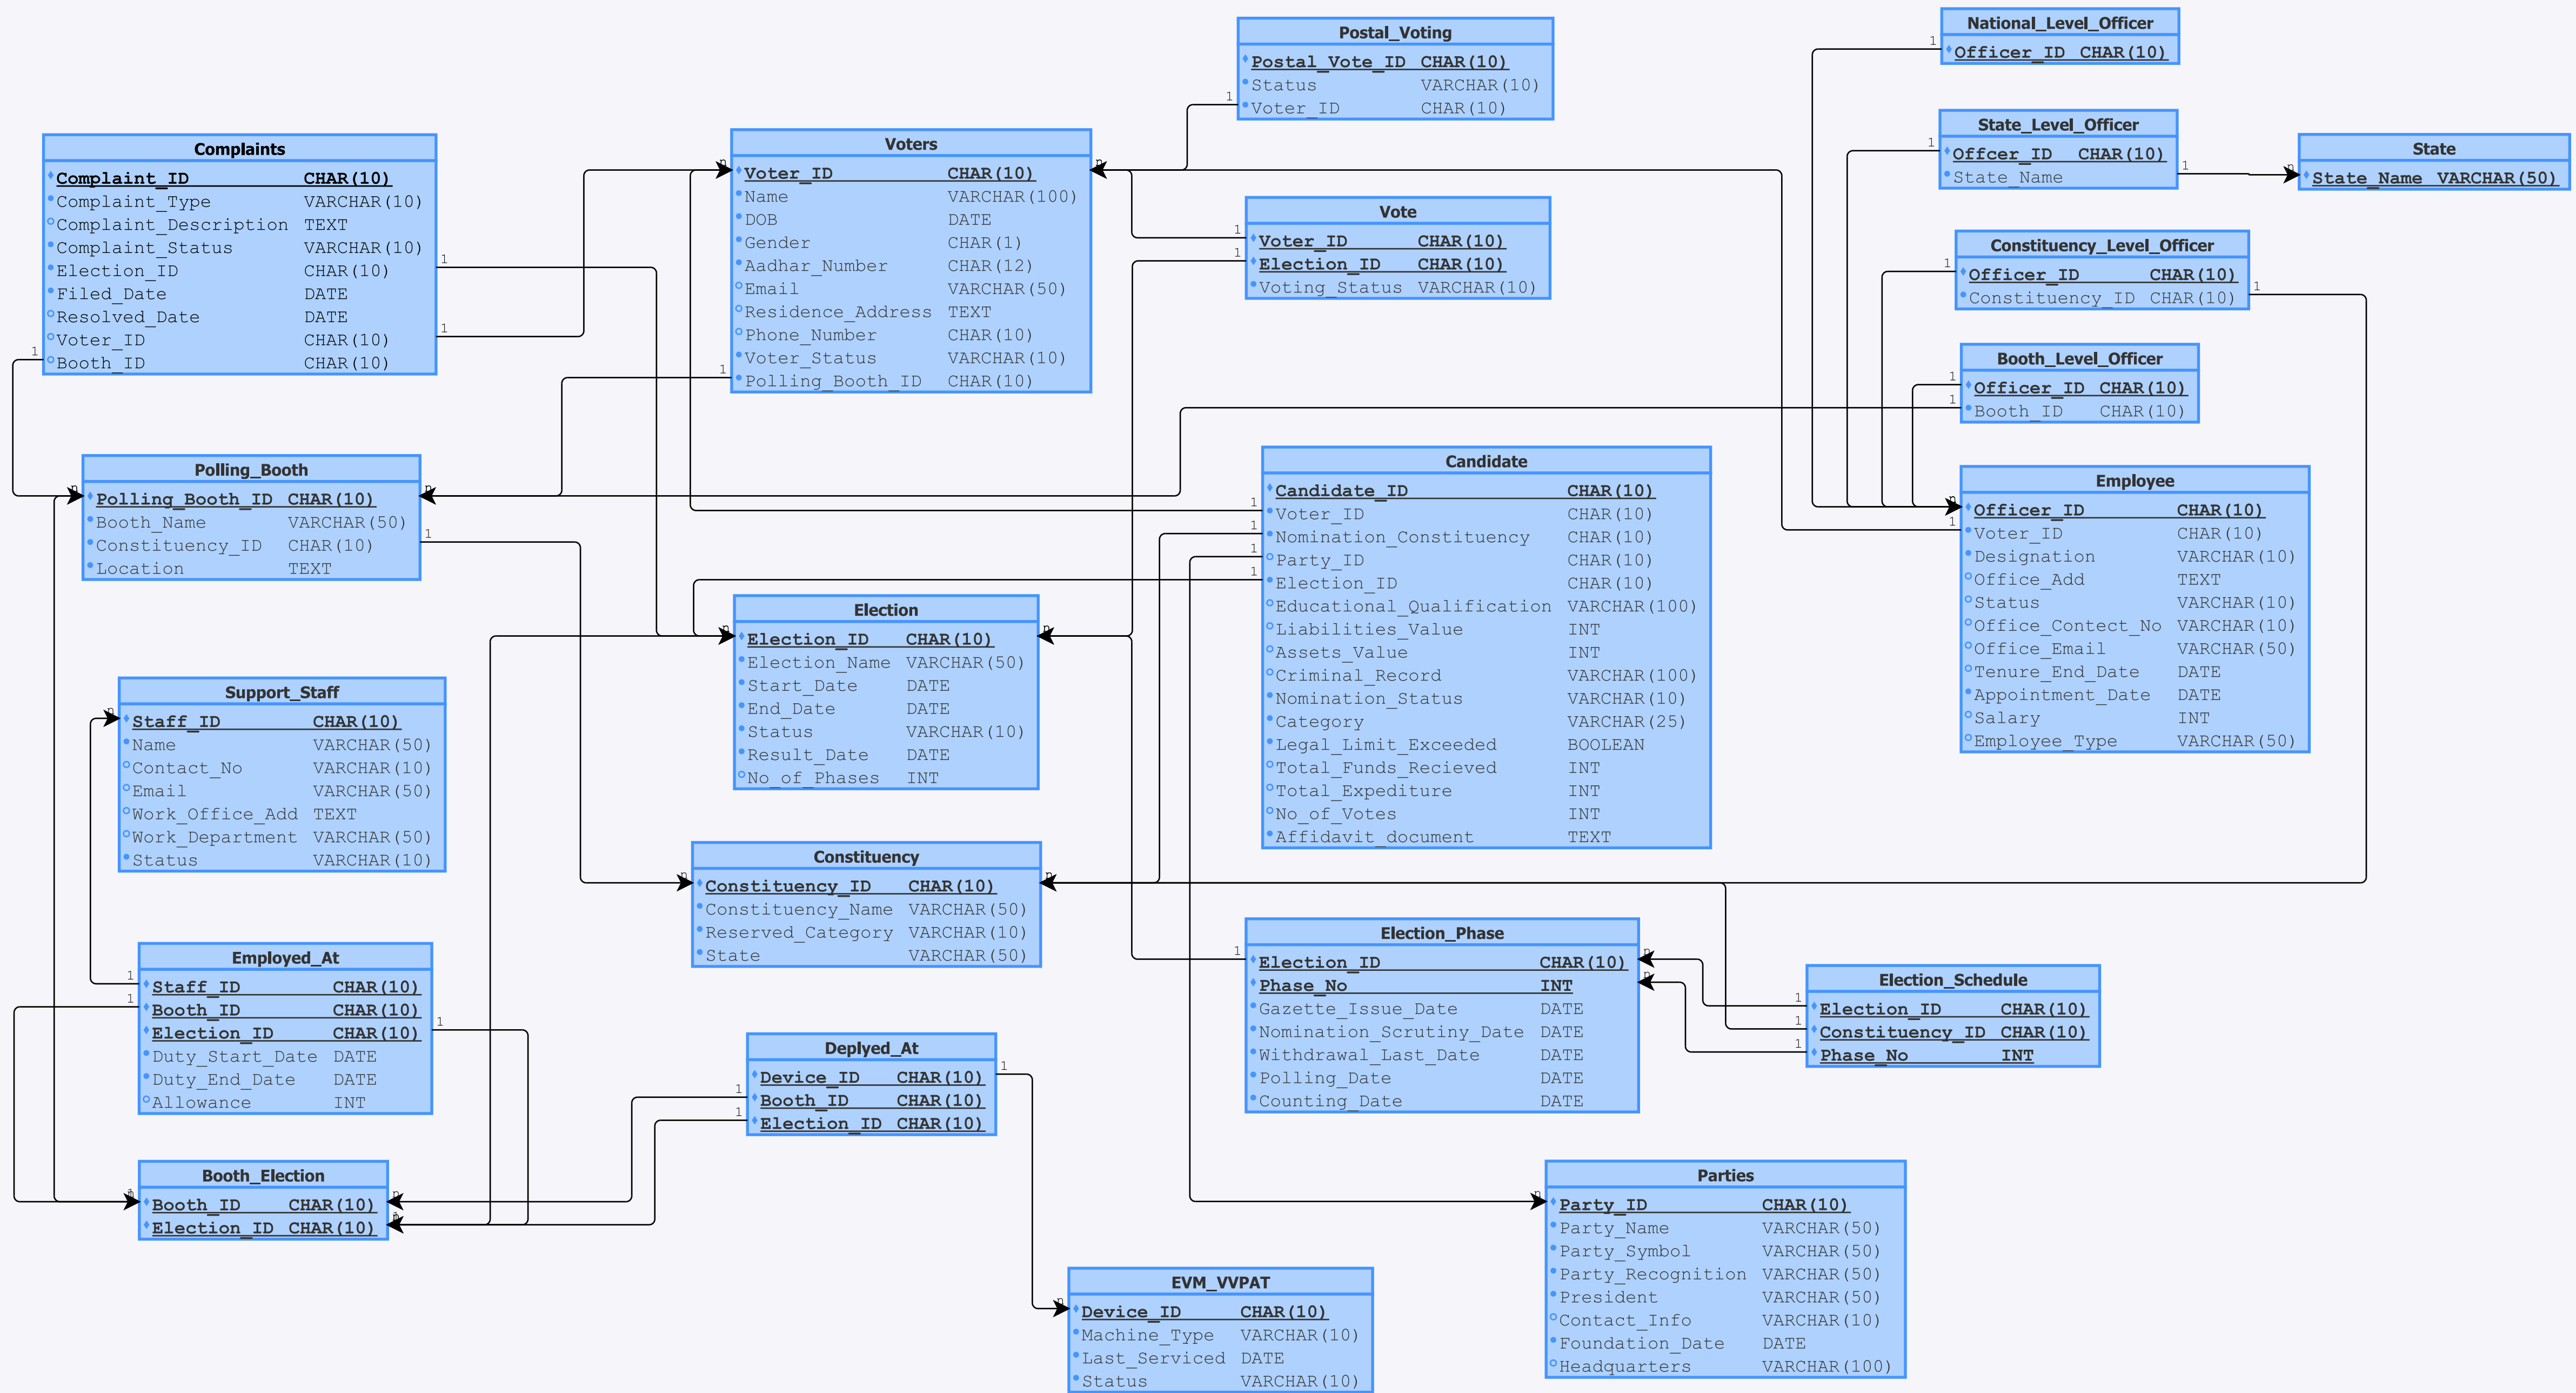 Postal_Voting
Postal_Vote_ID CHAR(10)
Status VARCHAR(10)
Voter_ID CHAR(10)
National_Level_Officer
Officer_ID CHAR(10)
State_Level_Officer
Offcer_ID CHAR(10)
State_Name
State
State_Name VARCHAR(50)
Complaints
Complaint_ID CHAR(10)
Complaint_Type VARCHAR(10)
Complaint_Description TEXT
Complaint_Status VARCHAR(10)
Election_ID CHAR(10)
Filed_Date DATE
Resolved_Date DATE
Voter_ID CHAR(10)
Booth_ID CHAR(10)
Voters
Voter_ID CHAR(10)
Name VARCHAR(100)
DOB DATE
Gender CHAR(1)
Aadhar_Number CHAR(12)
Email VARCHAR(50)
Residence_Address TEXT
Phone_Number CHAR(10)
Voter_Status VARCHAR(10)
Polling_Booth_ID CHAR(10)
Vote
Voter_ID CHAR(10)
Election_ID CHAR(10)
Voting_Status VARCHAR(10)
Constituency_Level_Officer
Officer_ID CHAR(10)
Constituency_ID CHAR(10)
Booth_Level_Officer
Officer_ID CHAR(10)
Booth_ID CHAR(10)
Polling_Booth
Polling_Booth_ID CHAR(10)
Booth_Name VARCHAR(50)
Constituency_ID CHAR(10)
Location TEXT
Candidate
Candidate_ID CHAR(10)
Voter_ID CHAR(10)
Nomination_Constituency CHAR(10)
Party_ID CHAR(10)
Election_ID CHAR(10)
Educational_Qualification VARCHAR(100)
Liabilities_Value INT
Assets_Value INT
Criminal_Record VARCHAR(100)
Nomination_Status VARCHAR(10)
Category VARCHAR(25)
Legal_Limit_Exceeded BOOLEAN
Total_Funds_Recieved INT
Total_Expediture INT
No_of_Votes INT
Affidavit_document TEXT
Employee
Officer_ID CHAR(10)
Voter_ID CHAR(10)
Designation VARCHAR(10)
Office_Add TEXT
Status VARCHAR(10)
Office_Contect_No VARCHAR(10)
Office_Email VARCHAR(50)
Tenure_End_Date DATE
Appointment_Date DATE
Salary INT
Employee_Type VARCHAR(50)
Election
Election_ID CHAR(10)
Election_Name VARCHAR(50)
Start_Date DATE
End_Date DATE
Status VARCHAR(10)
Result_Date DATE
No_of_Phases INT
Support_Staff
Staff_ID CHAR(10)
Name VARCHAR(50)
Contact_No VARCHAR(10)
Email VARCHAR(50)
Work_Office_Add TEXT
Work_Department VARCHAR(50)
Status VARCHAR(10)
Constituency
Constituency_ID CHAR(10)
Constituency_Name VARCHAR(50)
Reserved_Category VARCHAR(10)
State VARCHAR(50)
Election_Phase
Election_ID CHAR(10)
Phase_No INT
Gazette_Issue_Date DATE
Nomination_Scrutiny_Date DATE
Withdrawal_Last_Date DATE
Polling_Date DATE
Counting_Date DATE
Election_Schedule
Election_ID CHAR(10)
Constituency_ID CHAR(10)
Phase_No INT
Employed_At
Staff_ID CHAR(10)
Booth_ID CHAR(10)
Election_ID CHAR(10)
Duty_Start_Date DATE
Duty_End_Date DATE
Allowance INT
Deplyed_At
Device_ID CHAR(10)
Booth_ID CHAR(10)
Election_ID CHAR(10)
Booth_Election
Booth_ID CHAR(10)
Election_ID CHAR(10)
Parties
Party_ID CHAR(10)
Party_Name VARCHAR(50)
Party_Symbol VARCHAR(50)
Party_Recognition VARCHAR(50)
President VARCHAR(50)
Contact_Info VARCHAR(10)
Foundation_Date DATE
Headquarters VARCHAR(100)
EVM_VVPAT
Device_ID CHAR(10)
Machine_Type VARCHAR(10)
Last_Serviced DATE
Status VARCHAR(10)